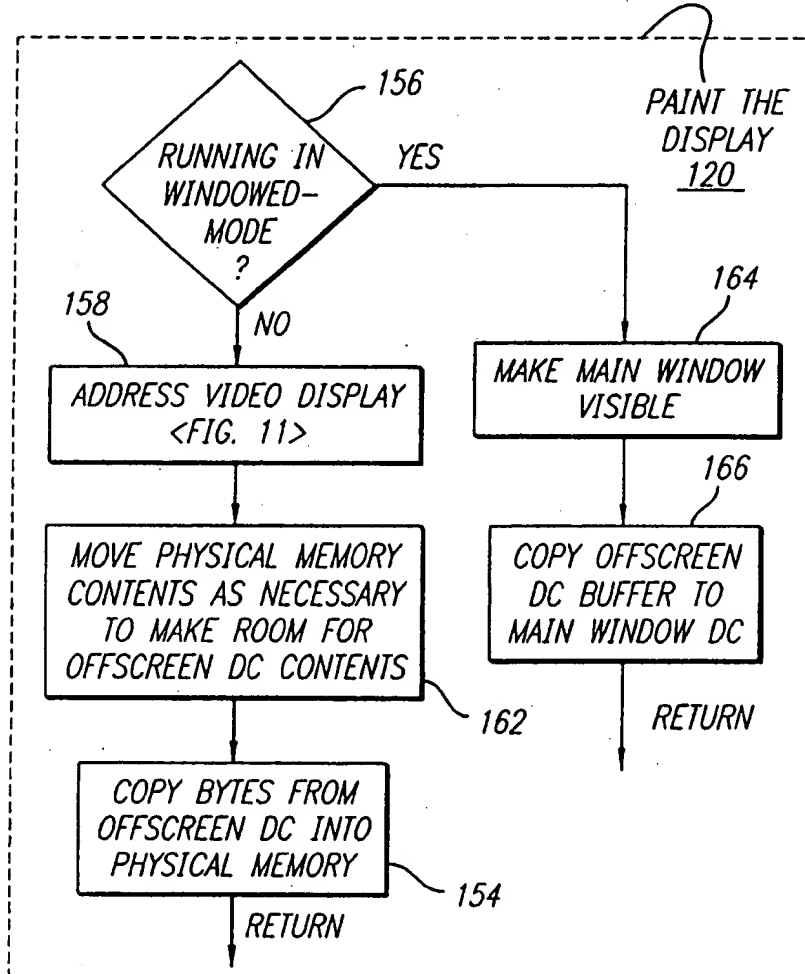 156
PAINT THE
DISPLAY
120
RUNNING IN
WINDOWED-
MODE
?
YES
NO
158
ADDRESS VIDEO DISPLAY
<FIG. 11>
164
MAKE MAIN WINDOW
VISIBLE
MOVE PHYSICAL MEMORY
CONTENTS AS NECESSARY
TO MAKE ROOM FOR
OFFSCREEN DC CONTENTS
162
166
COPY OFFSCREEN
DC BUFFER TO
MAIN WINDOW DC
RETURN
COPY BYTES FROM
OFFSCREEN DC INTO
PHYSICAL MEMORY
154
RETURN